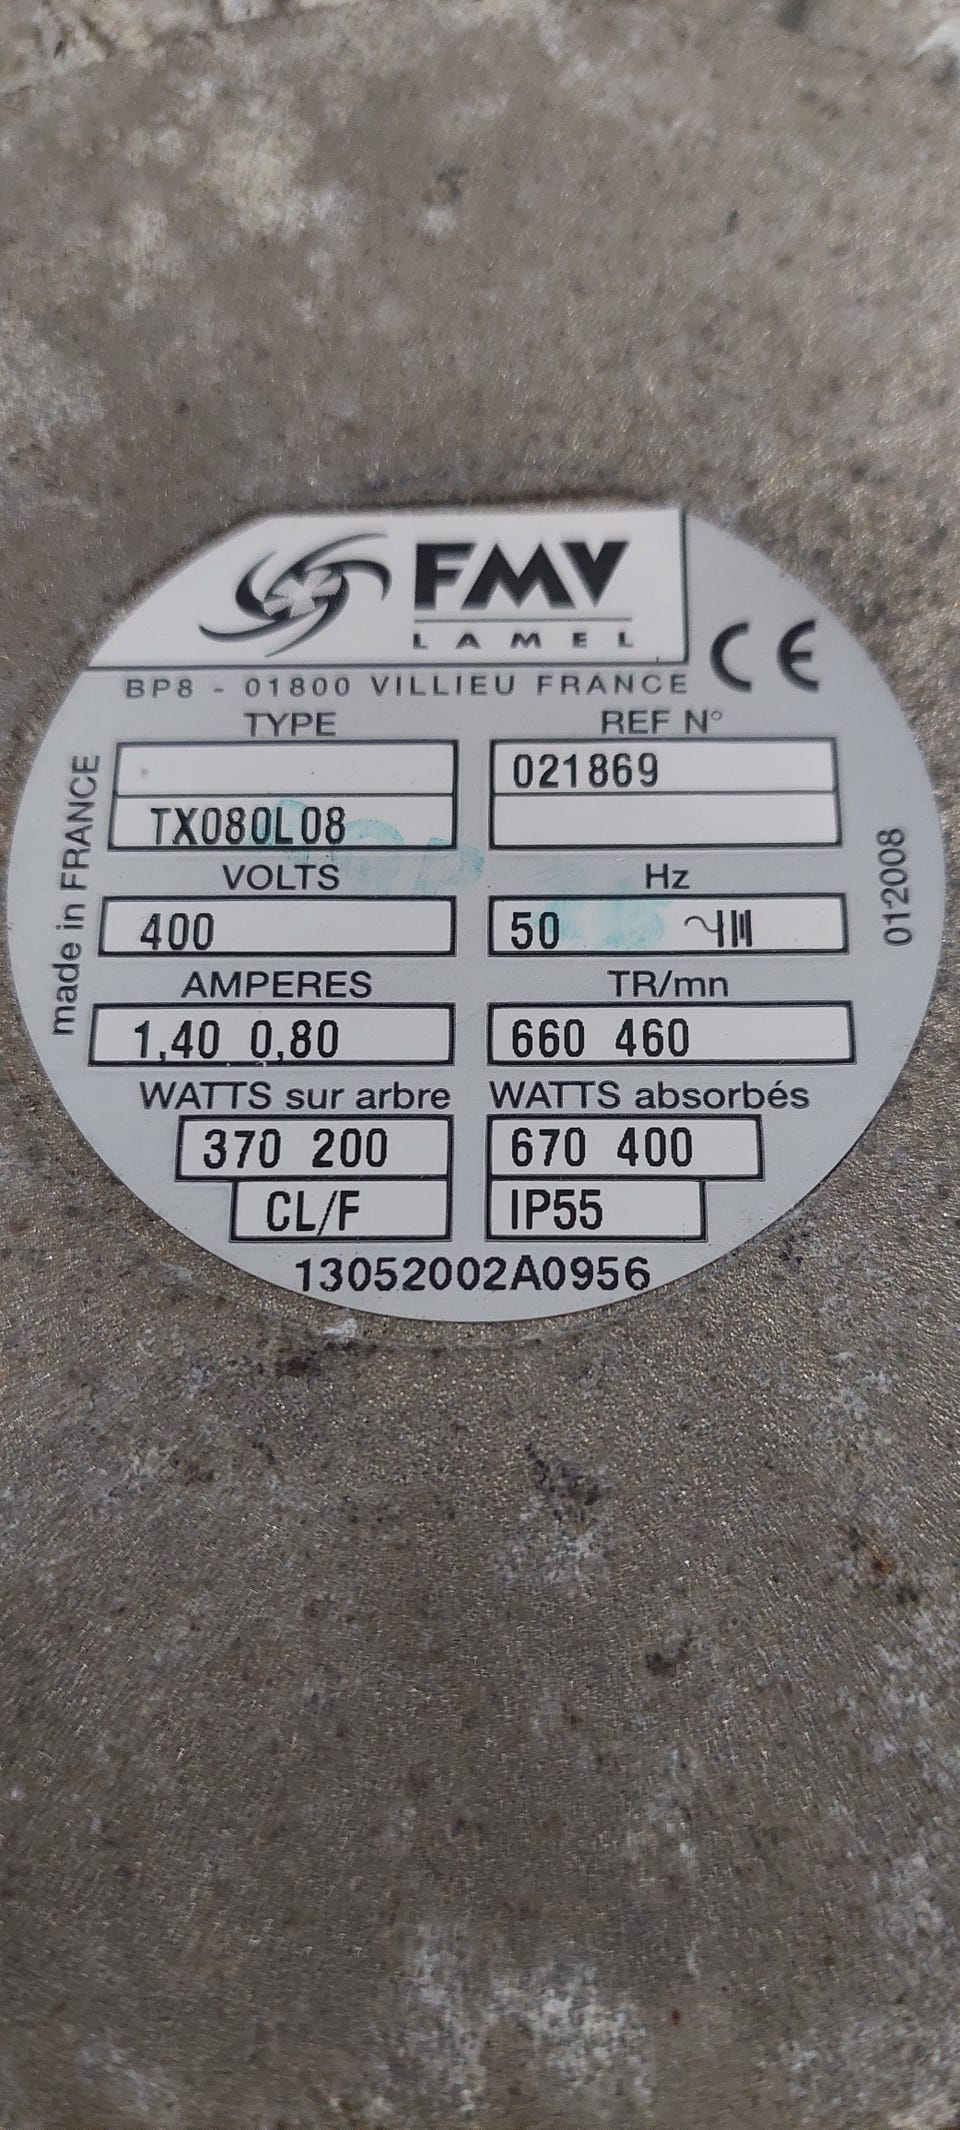 FMV
LAMEL
CE
BP8 - 01800 VILLIEU FRANCE
TYPE
REF N°
021869
TX080L08
made in FRANCE
012008
VOLTS
Hz
400
50
AMPERES
TR/mn
1,40 0,80
660 460
WATTS sur arbre
WATTS absorbés
370 200
670 400
CL/F
IP55
13052002A0956